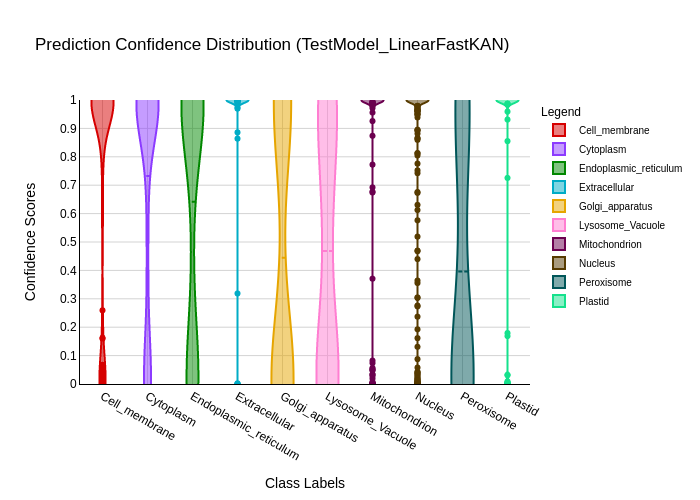 Prediction Confidence Distribution (TestModel_LinearFastKAN)
Legend
Cell_membrane
Cytoplasm
Endoplasmic_reticulum
Extracellular
Golgi_apparatus
Lysosome_Vacuole
Mitochondrion
Nucleus
Peroxisome
Plastid
Confidence Scores
1
0.9
0.8
0.7
0.6
0.5
0.4
0.3
0.2
0.1
0
Cell_membrane
Cytoplasm
Endoplasmic_reticulum
Extracellular
Golgi_apparatus
Lysosome_Vacuole
Mitochondrion
Nucleus
Peroxisome
Plastid
Class Labels